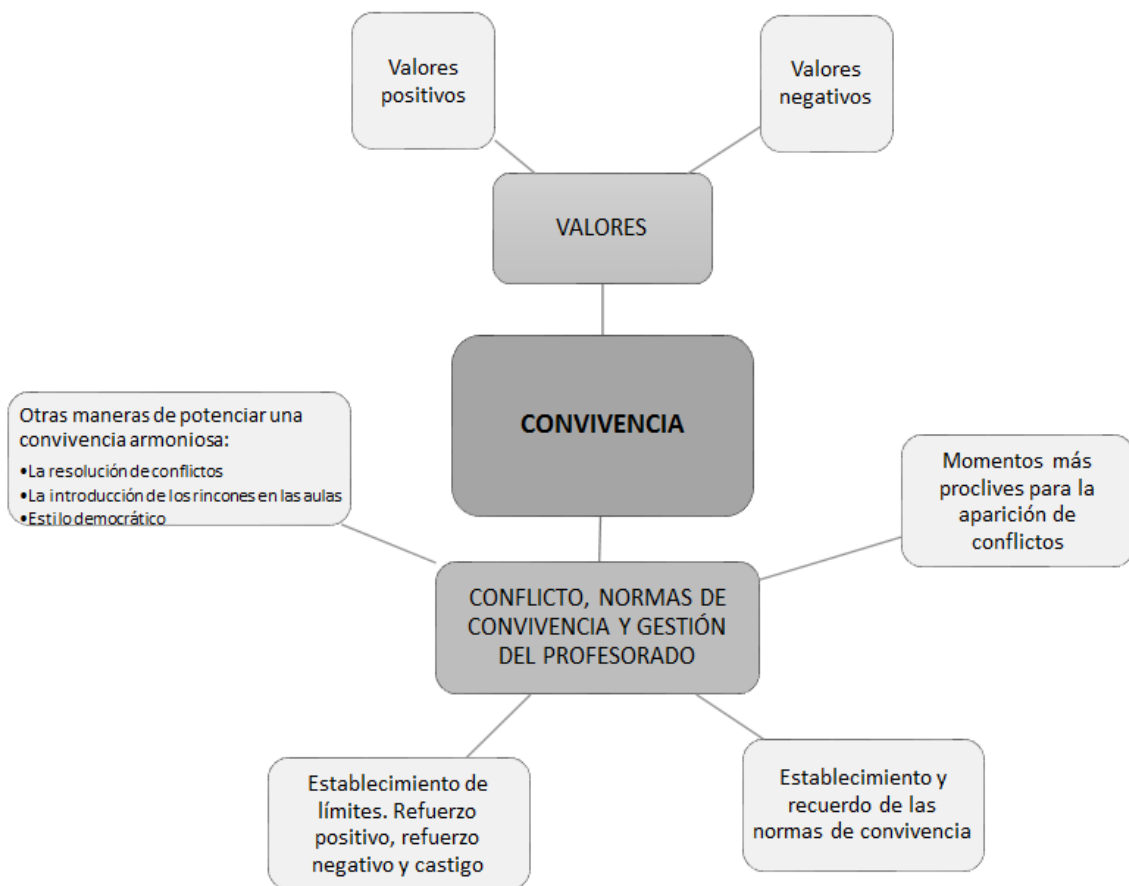 Valores
positivos
Valores
negativos
VALORES
CONVIVENCIA
Otras maneras de potenciar una
convivencia armoniosa:
•La resolución de conflictos
•La introducción de los rincones en las aulas
•Estilo democrático
Momentos más
proclives para la
aparición de
conflictos
CONFLICTO, NORMAS DE
CONVIVENCIA Y GESTIÓN
DEL PROFESORADO
Establecimiento de
límites. Refuerzo
positivo, refuerzo
negativo y castigo
Establecimiento y
recuerdo de las
normas de convivencia